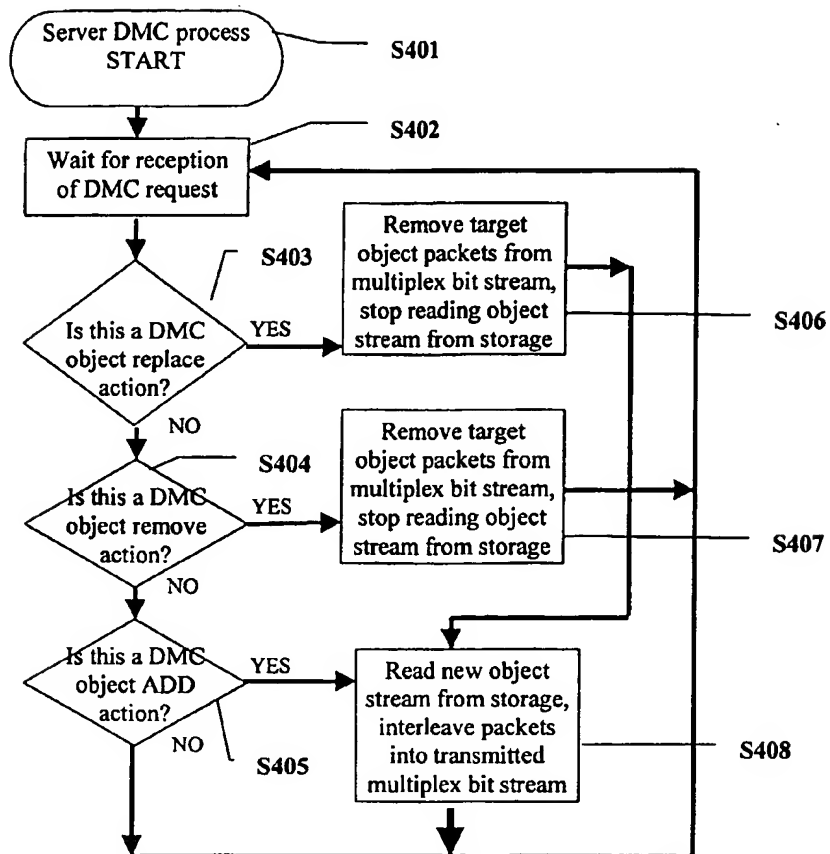 Server DMC process
START
S401
S402
Wait for reception
of DMC request
S403
Is this a DMC
object replace
action?
YES
NO
Remove target
object packets from
multiplex bit stream,
stop reading object
stream from storage
S406
S404
Is this a DMC
object remove
action?
YES
NO
Remove target
object packets from
multiplex bit stream,
stop reading object
stream from storage
S407
Is this a DMC
object ADD
action?
YES
NO
S405
Read new object
stream from storage,
interleave packets
into transmitted
multiplex bit stream
S408